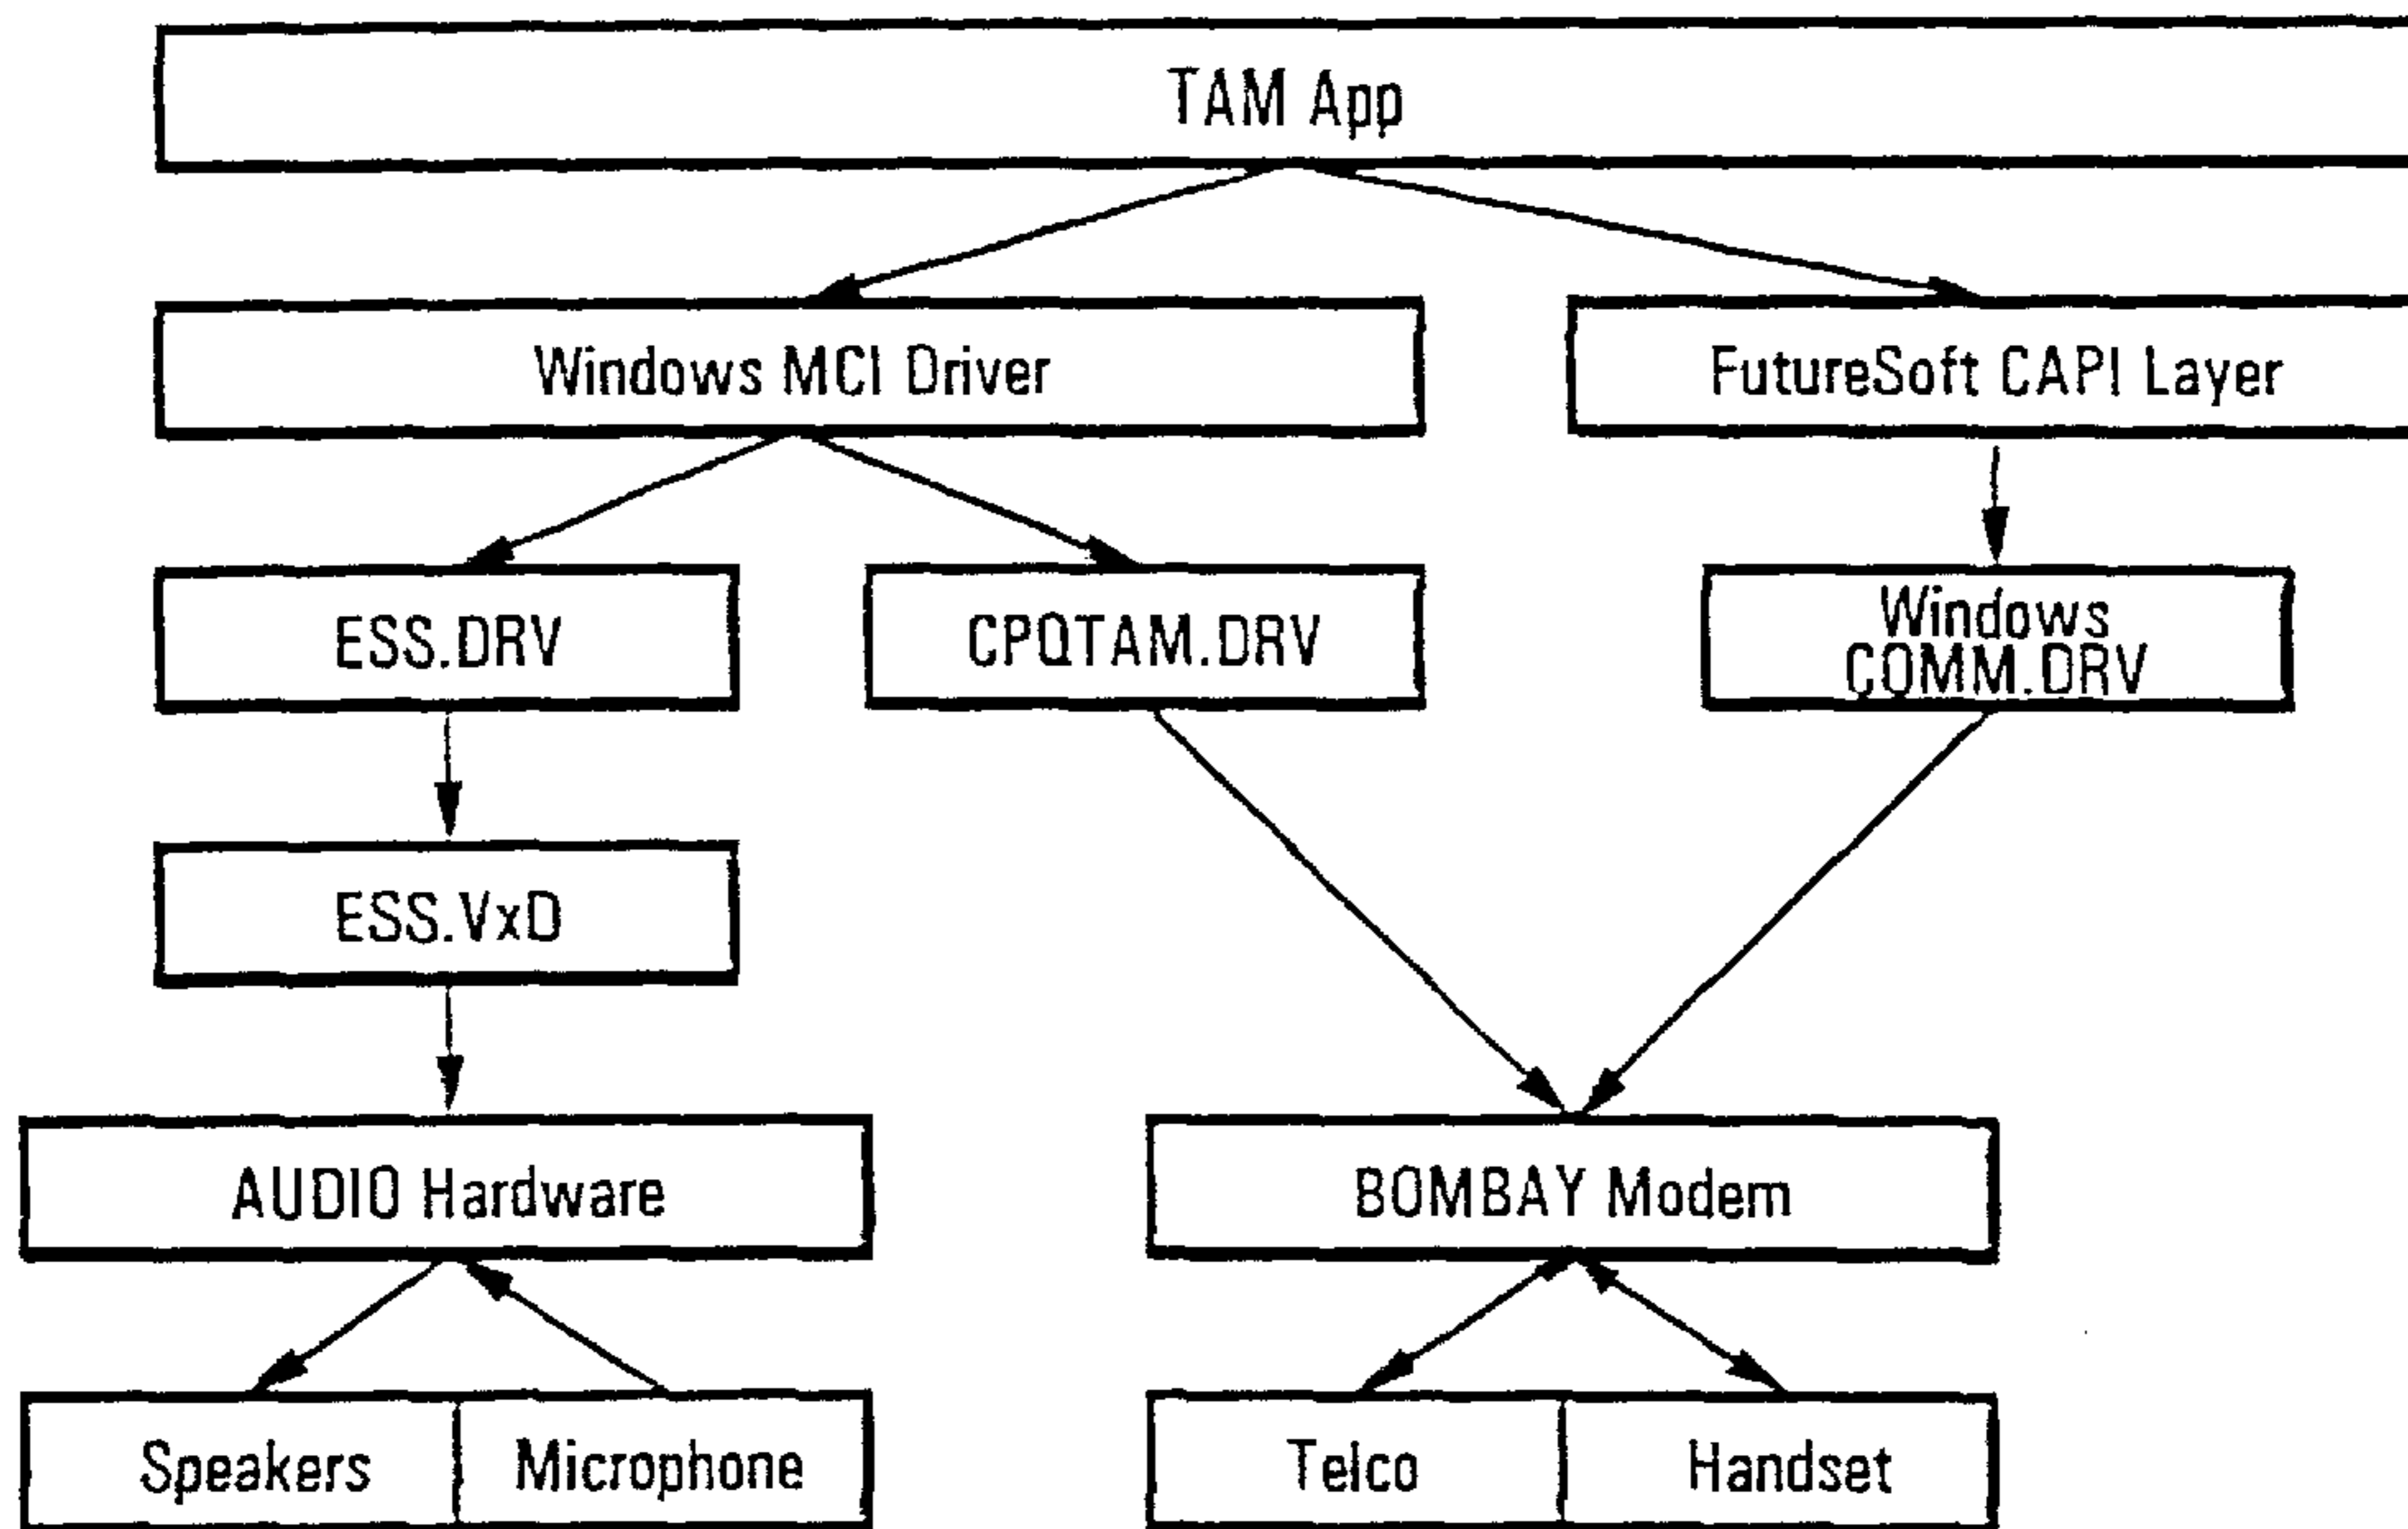 TAM App
Windows MCI Driver
FutureSoft CAPI Layer
ESS.DRV
CPQTAM.DRV
Windows
COMM.DRV
ESS.VxD
AUDIO Hardware
BOMBAY Modem
Speakers
Microphone
Telco
Handset